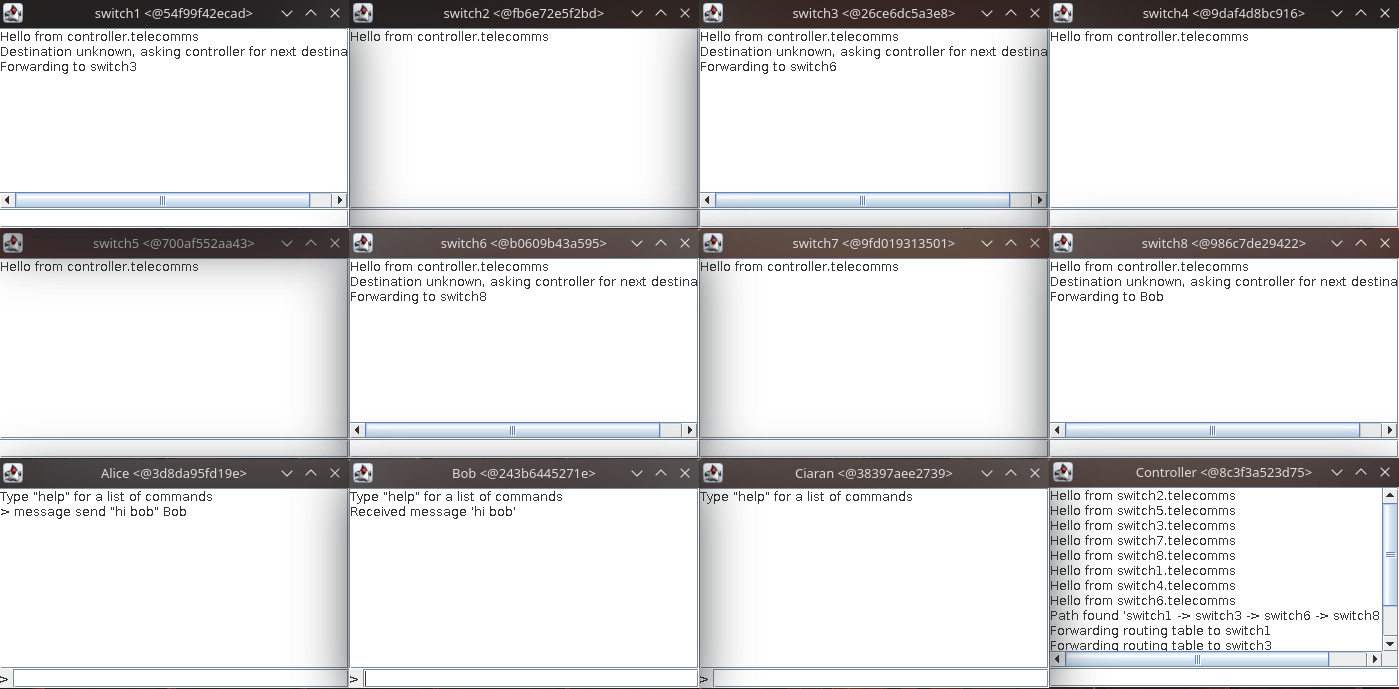 switch1 <@54f99f42ecad>
Hello from controller.telecomms
Destination unknown, asking controller for next destina
Forwarding to switch3
switch2 <@fb6e72e5f2bd>
Hello from controller.telecomms
switch3 <@26ce6dc5a3e8>
Hello from controller.telecomms
Destination unknown, asking controller for next destina
Forwarding to switch6
switch4 <@9daf4d8bc916>
Hello from controller.telecomms
switch5 <@700af552aa43>
Hello from controller.telecomms
switch6 <@b0609b43a595>
Hello from controller.telecomms
Destination unknown, asking controller for next destina
Forwarding to switch8
switch7 <@9fd019313501>
Hello from controller.telecomms
switch8 <@986c7de29422>
Hello from controller.telecomms
Destination unknown, asking controller for next destina
Forwarding to Bob
Alice <@3d8da95fd19e>
Type "help" for a list of commands
> message send "hi bob" Bob
>
Bob <@243b6445271e>
Type "help" for a list of commands
Received message 'hi bob'
>
Ciaran <@38397aee2739>
Type "help" for a list of commands
>
Controller <@8c3f3a523d75>
Hello from switch2.telecomms
Hello from switch5.telecomms
Hello from switch3.telecomms
Hello from switch7.telecomms
Hello from switch8.telecomms
Hello from switch1.telecomms
Hello from switch4.telecomms
Hello from switch6.telecomms
Path found 'switch1 -> switch3 -> switch6 -> switch8
Forwarding routing table to switch1
Forwarding routing table to switch3